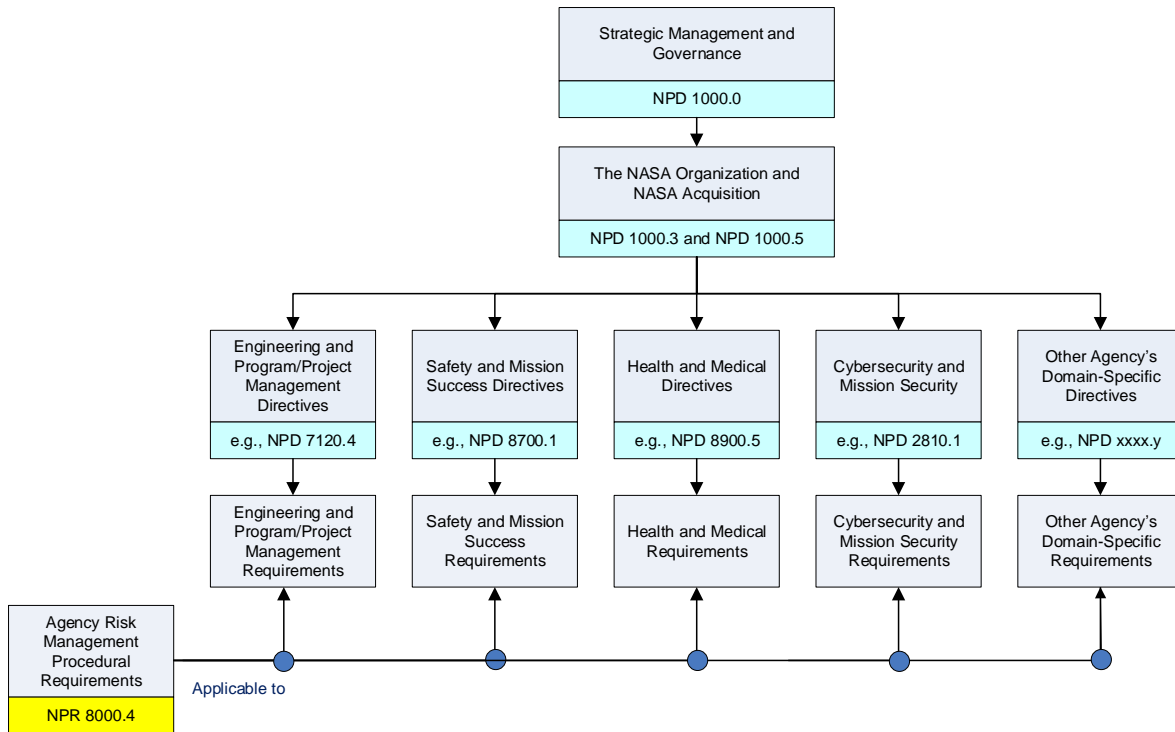 Strategic Management and
Governance
NPD 1000.0
The NASA Organization and
NASA Acquisition
NPD 1000.3 and NPD 1000.5
Engineering and
Program/Project
Management
Directives
e.g., NPD 7120.4
Safety and Mission
Success Directives
e.g., NPD 8700.1
Health and Medical
Directives
e.g., NPD 8900.5
Cybersecurity and
Mission Security
e.g., NPD 2810.1
Other Agency’s
Domain-Specific
Directives
e.g., NPD xxxx.y
Engineering and
Program/Project
Management
Requirements
Safety and Mission
Success
Requirements
Health and Medical
Requirements
Cybersecurity and
Mission Security
Requirements
Other Agency’s
Domain-Specific
Requirements
Agency Risk
Management
Procedural
Requirements
NPR 8000.4
Applicable to